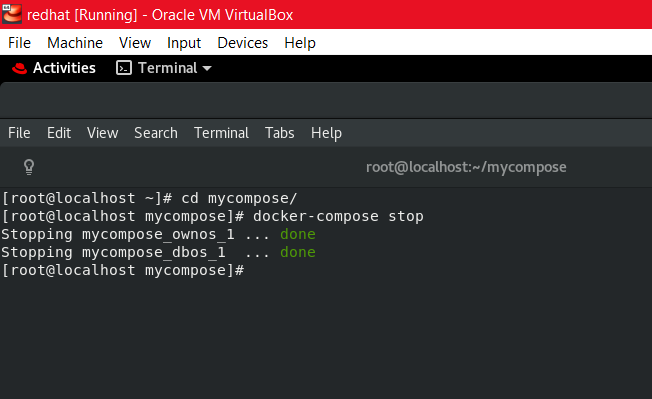 redhat [Running] - Oracle VM VirtualBox
File Machine View Input Devices Help
Activities Terminal
File Edit View Search Terminal Tabs Help
root@localhost:~/mycompose
[root@localhost ~]# cd mycompose/
[root@localhost mycompose]# docker-compose stop
Stopping mycompose_ownos_1 ... done
Stopping mycompose_dbos_1  ... done
[root@localhost mycompose]#